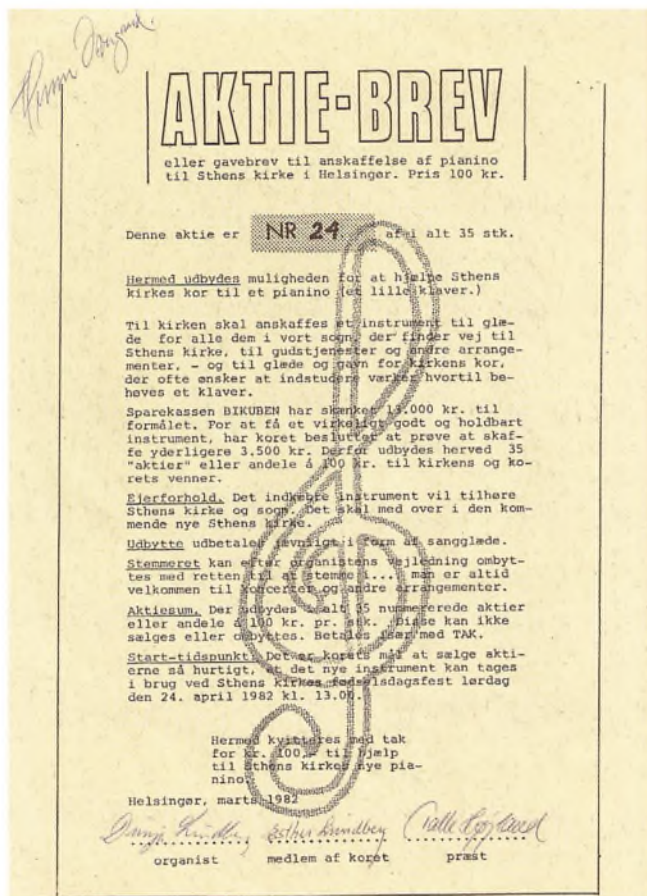 AKTIE-BREV
eller gavebrev til anskaffelse af pianino
til Sthens kirke i Helsingør. Pris 100 kr.
Denne aktie er NR 24 af i alt 35 stk.
Hermed udbydes muligheden for at hjælpe Sthens
kirkes kor til et pianino (et lille klaver.)
Til kirken skal anskaffes et instrument til glæ-
de for alle dem i vort sogn, der finder vej til
Sthens kirke, til gudstjenester og andre arrange-
menter, - og til glæde og gavn for kirkens kor,
der ofte ønsker at indstudere værker hvortil be-
høves et klaver.
Sparekassen BIKUBEN har skænket 13.000 kr. til
formålet. For at få et virkeligt godt og holdbart
instrument, har koret besluttet at prøve at skaf-
fe yderligere 3.500 kr. Derfor udbydes herved 35
"aktier" eller andele á 100 kr. til kirkens og ko-
rets venner.
Ejerforhold. Det indkøbte instrument vil tilhøre
Sthens kirke og sogn. Det skal med over i den kom-
mende nye Sthens kirke.
Udbytte udbetales jævnligt i form af sangglæde.
Stemmeret kan efter organistens vejledning ombyt-
tes med retten til at stemme i... man er altid
velkommen til koncerter og andre arrangementer.
Aktiesum. Der udbydes i alt 35 nummererede aktier
eller andele á 100 kr. pr. stk. Disse kan ikke
sælges eller ombyttes. Betales især med TAK.
Start-tidspunkt. Det er korets mål at sælge akti-
erne så hurtigt, at det nye instrument kan tages
i brug ved Sthens kirkes fødselsdagsfest lørdag
den 24. april 1982 kl. 13.00.
Hermed kvitteres med tak
for kr. 100,- til hjælp
til Sthens kirkes nye pia-
nino.
Helsingør, marts 1982
Lundberg Esther Lundberg
organist medlem af koret præst